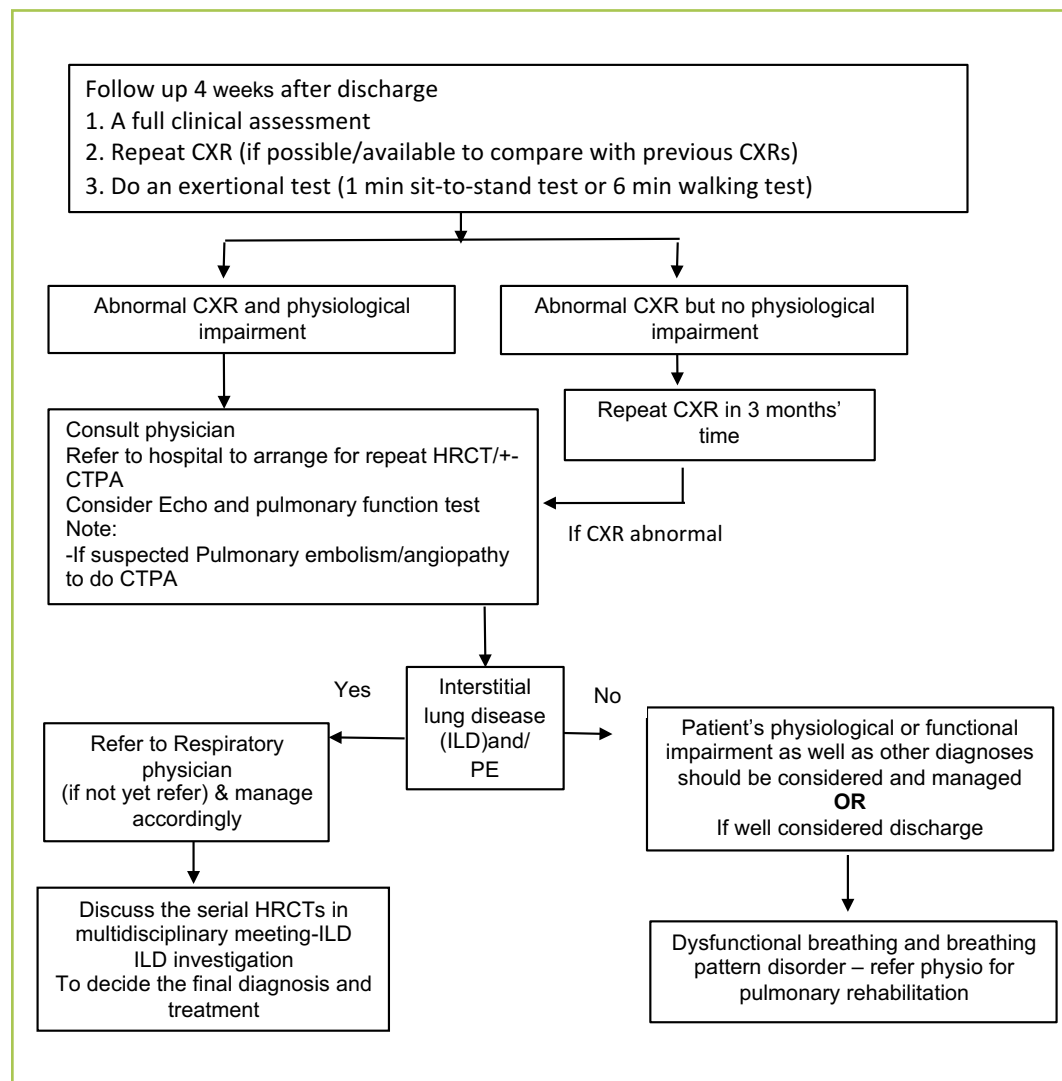 Follow up 4 weeks after discharge
1. A full clinical assessment
2. Repeat CXR (if possible/available to compare with previous CXRs)
3. Do an exertional test (1 min sit-to-stand test or 6 min walking test)
Abnormal CXR and physiological
impairment
Abnormal CXR but no physiological
impairment
Repeat CXR in 3 months’
time
If CXR abnormal
Consult physician
Refer to hospital to arrange for repeat HRCT/+-
CTPA
Consider Echo and pulmonary function test
Note:
-If suspected Pulmonary embolism/angiopathy
to do CTPA
Interstitial
lung disease
(ILD)and/
PE
Yes
No
Refer to Respiratory
physician
(if not yet refer) & manage
accordingly
Discuss the serial HRCTs in
multidisciplinary meeting-ILD
ILD investigation
To decide the final diagnosis and
treatment
Patient’s physiological or functional
impairment as well as other diagnoses
should be considered and managed
OR
If well considered discharge
Dysfunctional breathing and breathing
pattern disorder – refer physio for
pulmonary rehabilitation